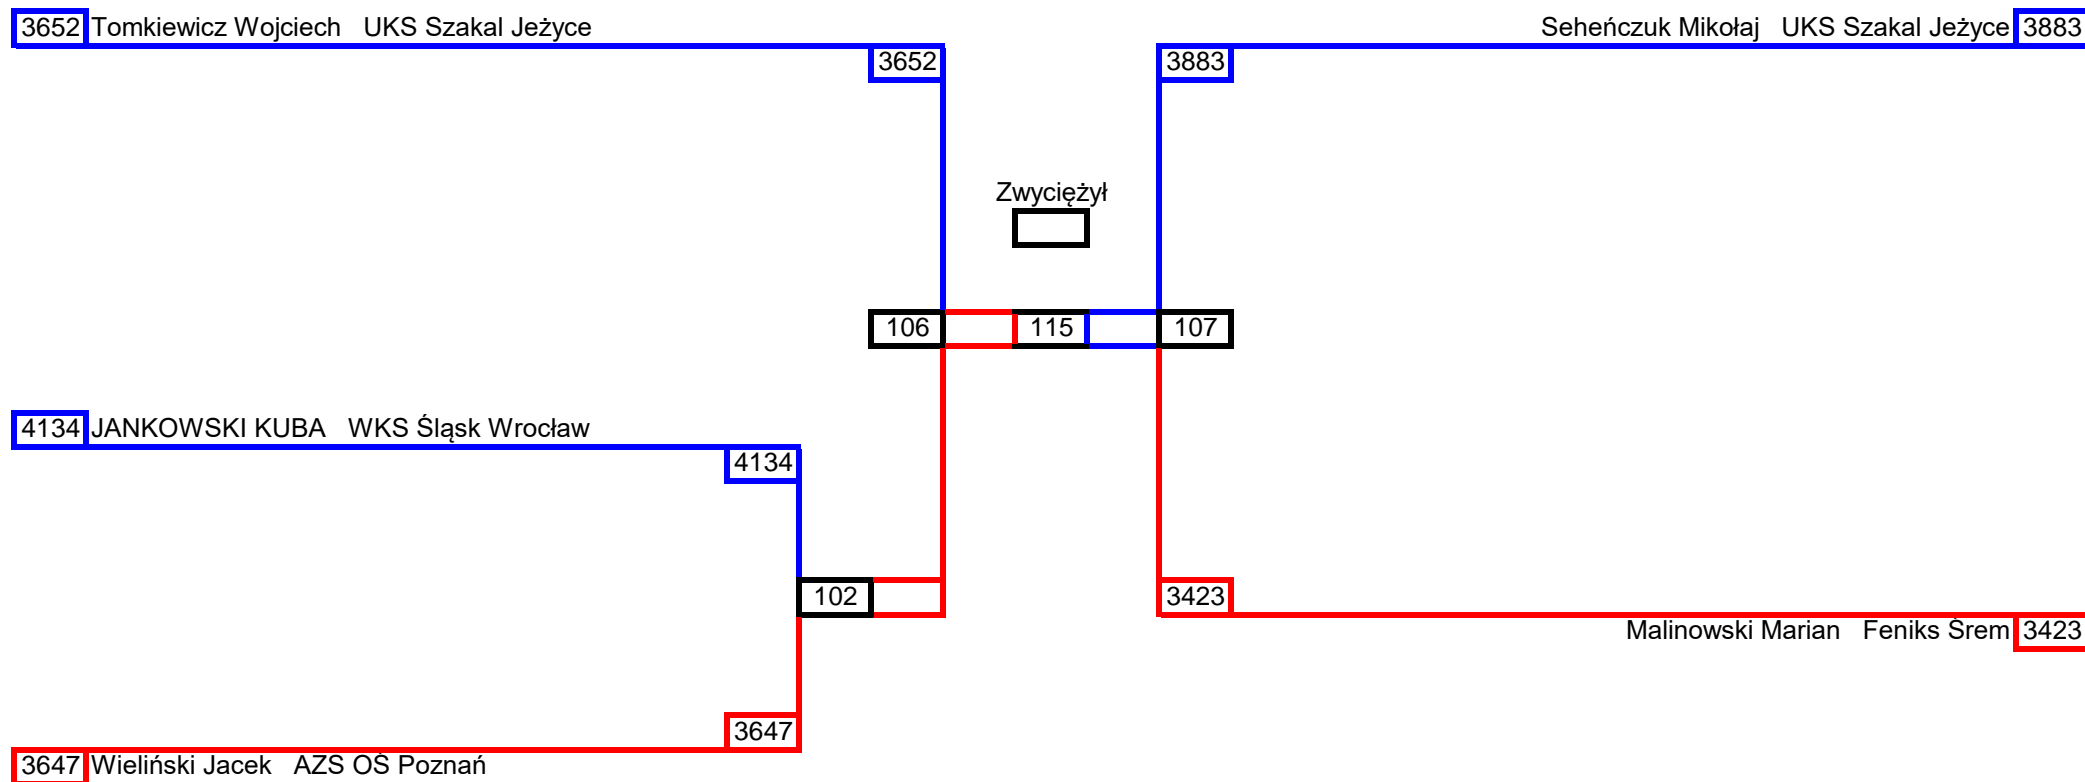 3652 Tomkiewicz Wojciech UKS Szakal Jeżyce
Seheńczuk Mikołaj UKS Szakal Jeżyce 3883
3652
3883
Zwyciężył
106
115
107
4134 JANKOWSKI KUBA WKS Śląsk Wrocław
4134
102
3423
Malinowski Marian Feniks Śrem 3423
3647
3647 Wieliński Jacek AZS OŚ Poznań